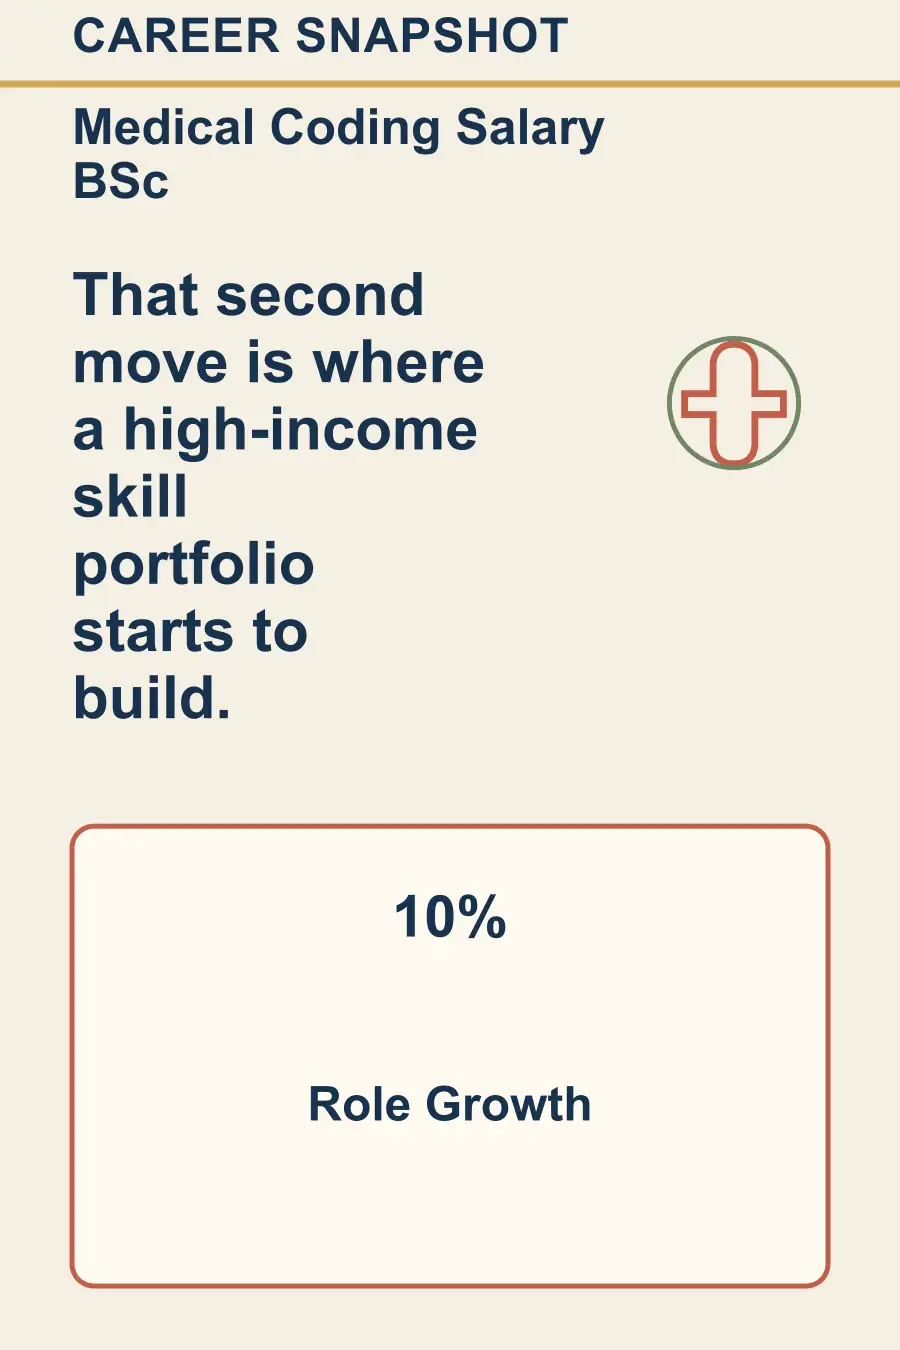 CAREER SNAPSHOT
Medical Coding Salary
BSc
That second
move is where
a high-income
skill
portfolio
starts to
build.
10%
Role Growth